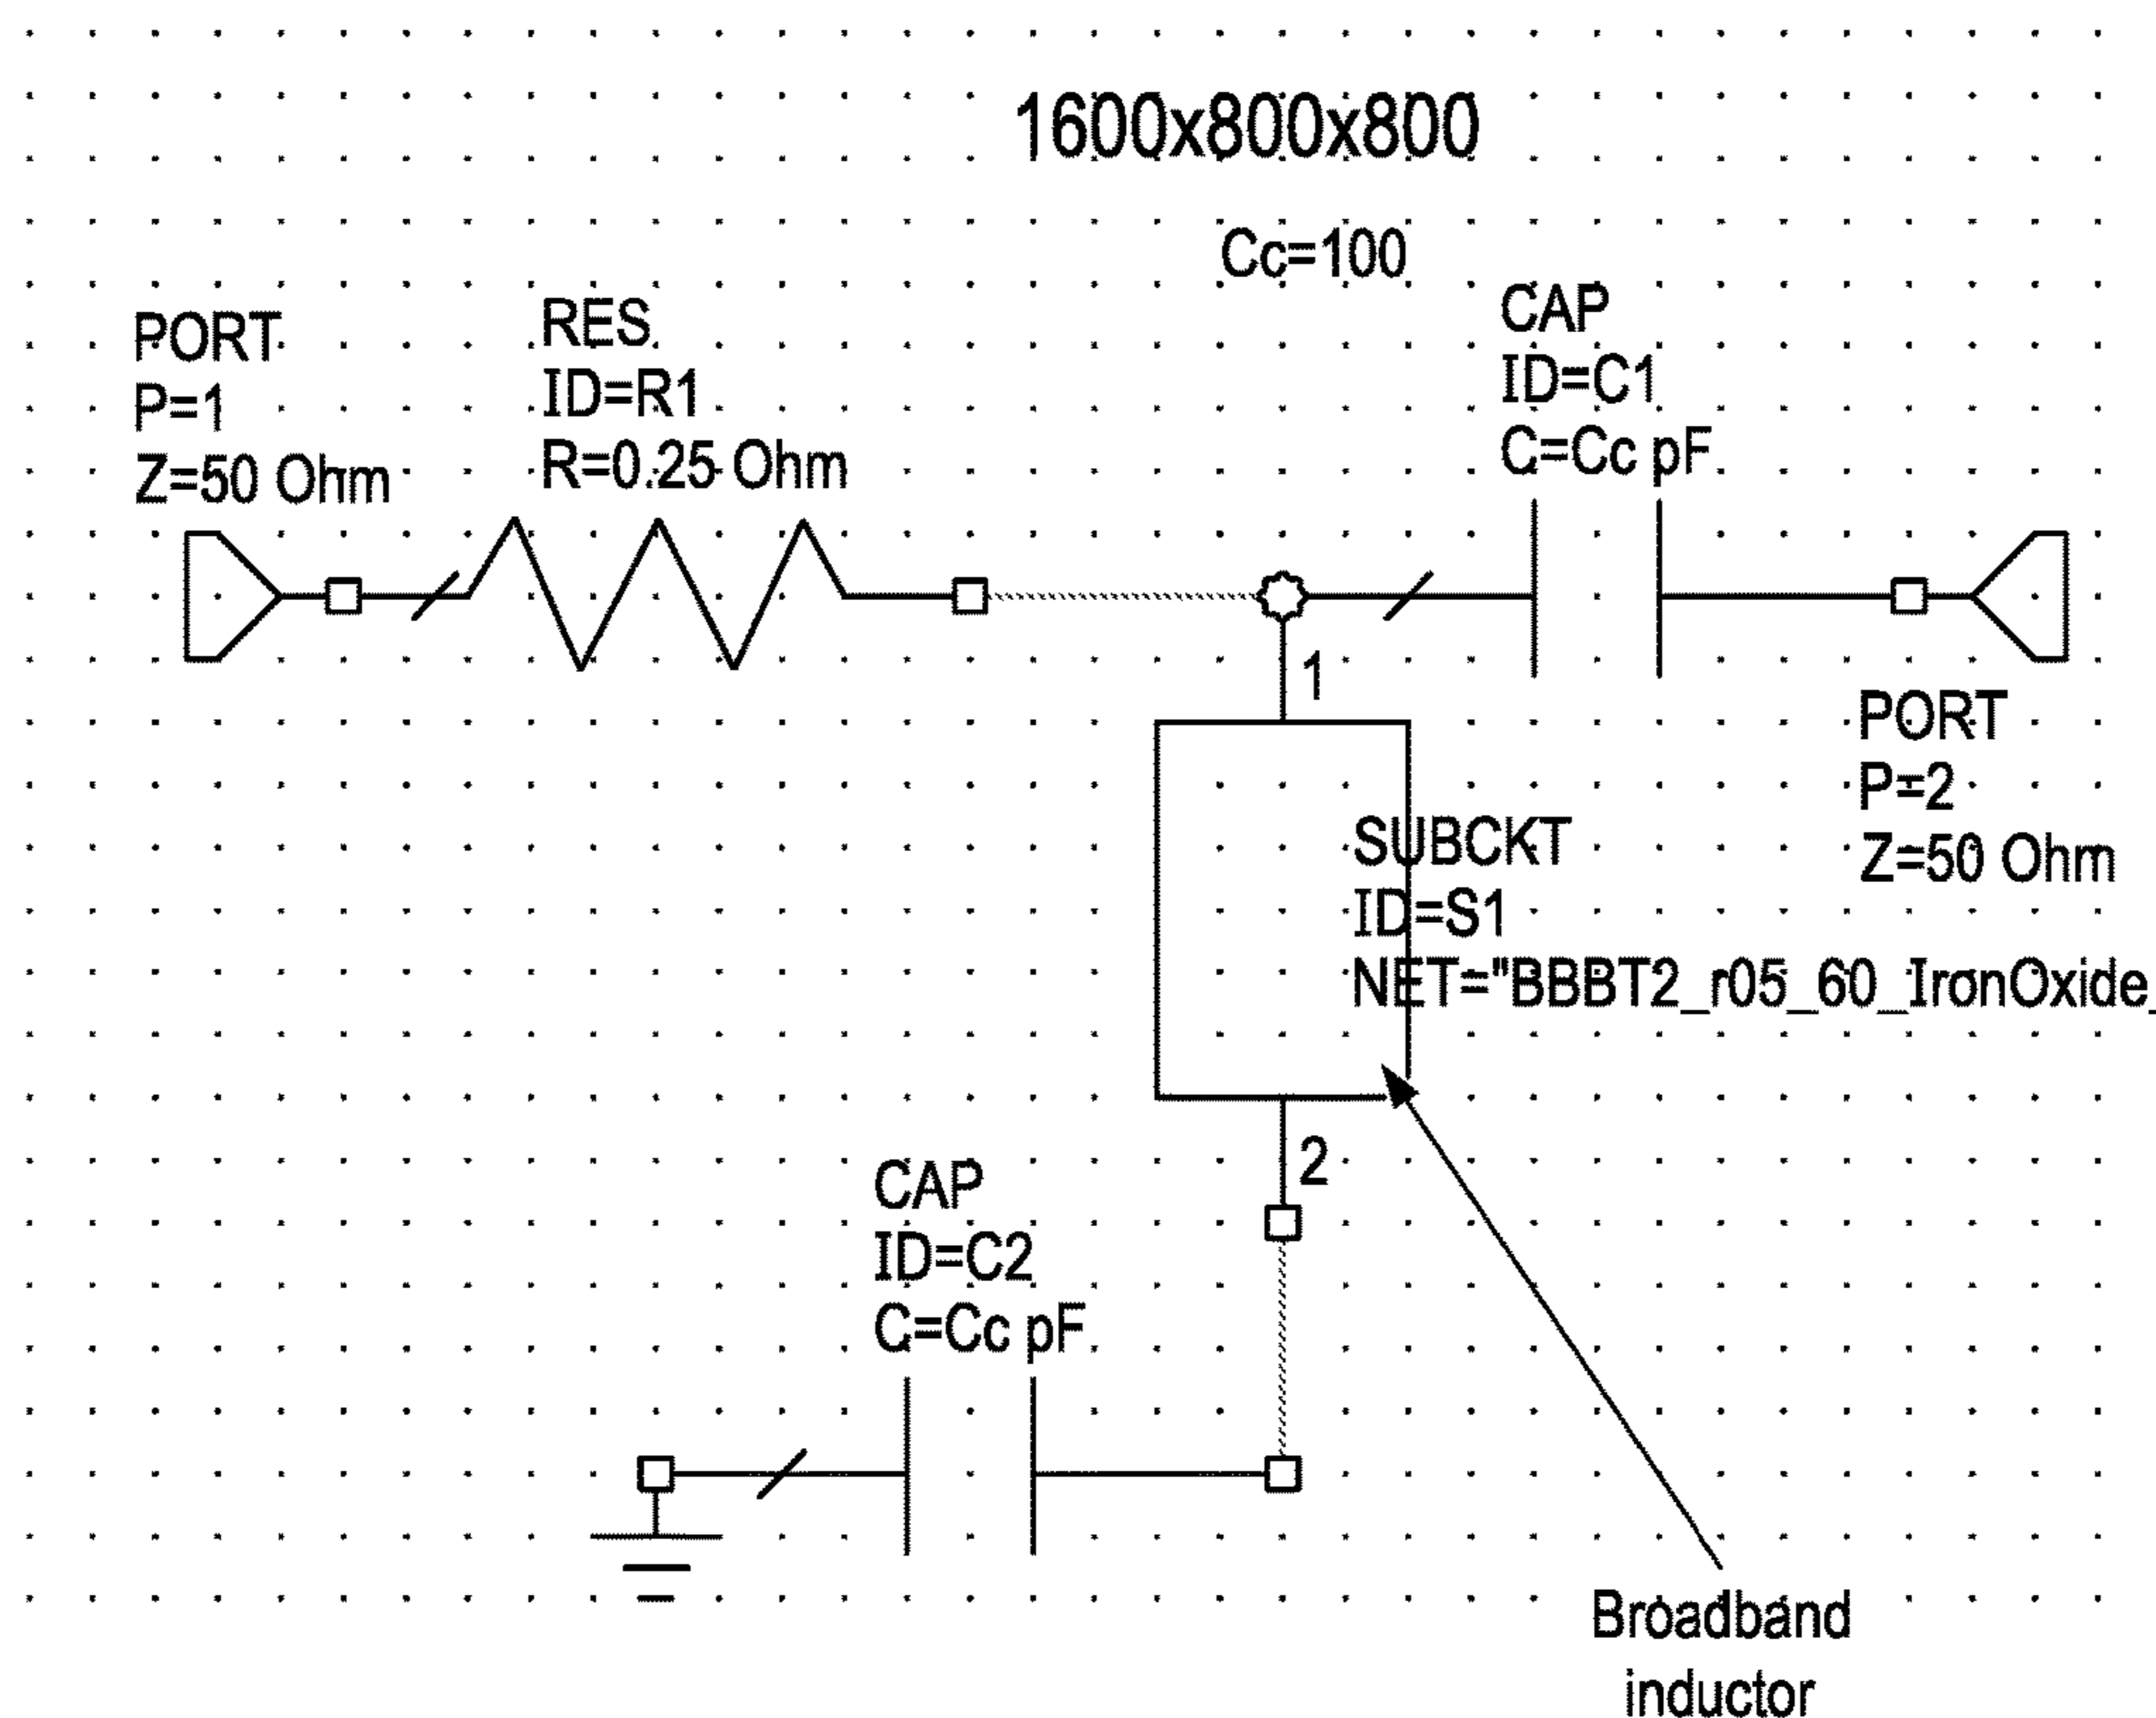 1600x800x800
Cc=100
PORT
P=1
Z=50 Ohm
RES
ID=R1
R=0.25 Ohm
CAP
ID=C1
C=Cc pF
1
PORT
P=2
Z=50 Ohm
SUBCKT
ID=S1
NET="BBBT2_r05_60_IronOxide_
2
CAP
ID=C2
C=Cc pF
Broadband
inductor